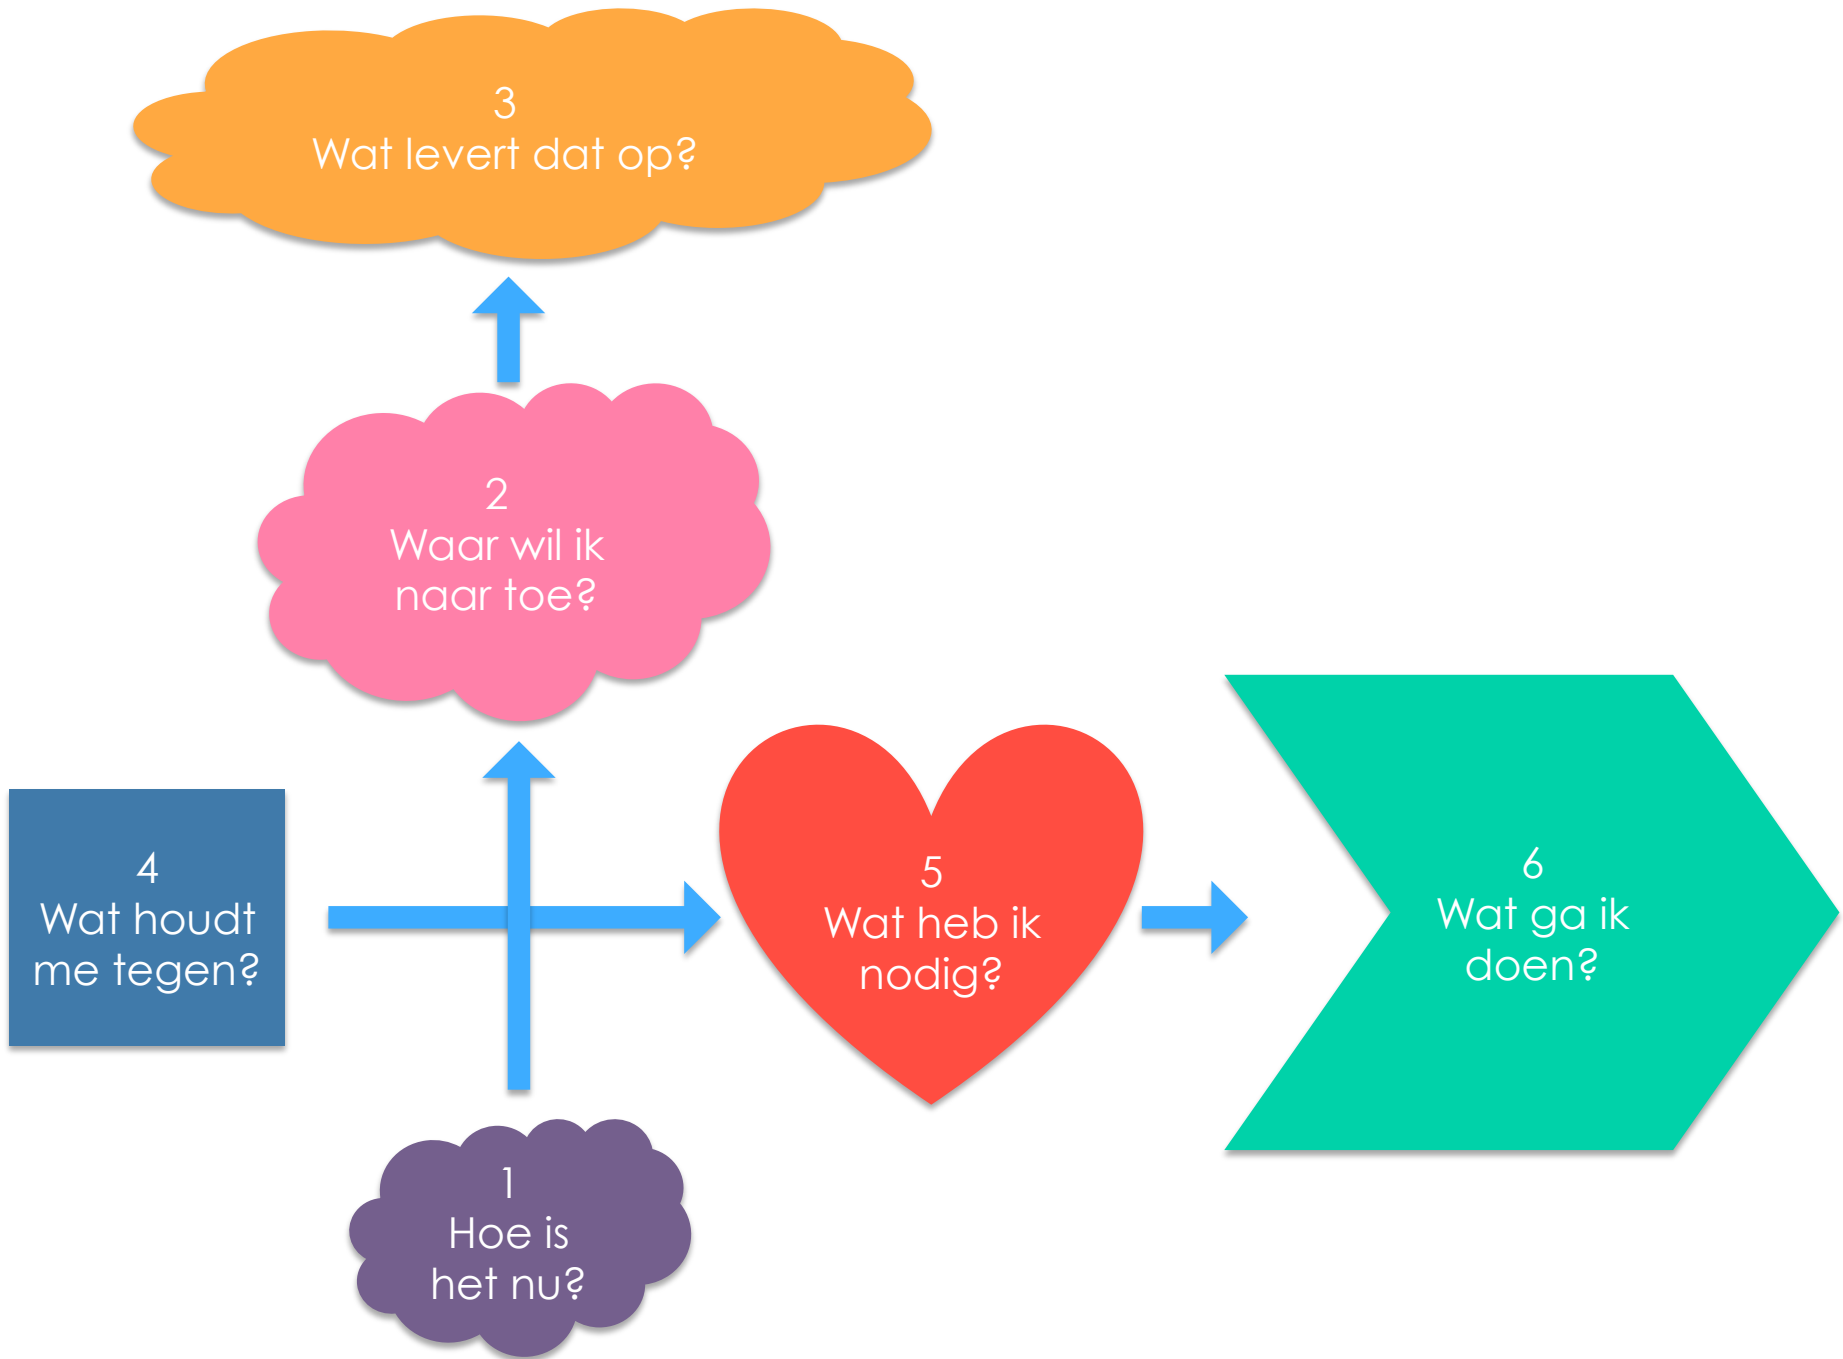 3
Wat levert dat op?
2
Waar wil ik
naar toe?
4
Wat houdt
me tegen?
5
Wat heb ik
nodig?
6
Wat ga ik
doen?
1
Hoe is
het nu?